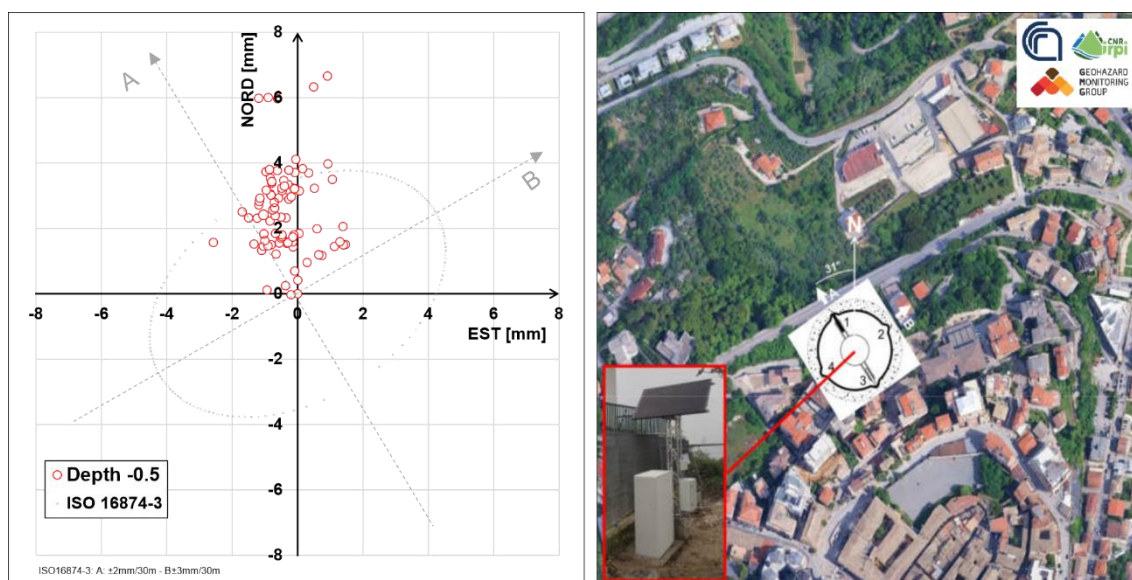 8
6
4
2
0
-2
-4
-6
-8
-8
-6
-4
-2
0
2
4
6
8
NORD [mm]
EST [mm]
A
B
Depth -0.5
ISO 16874-3
ISO16874-3: A: ±2mm/30m - B±3mm/30m
CNR
irpi
GEOHAZARD
MONITORING
GROUP
N
31°
A
B
1
2
3
4